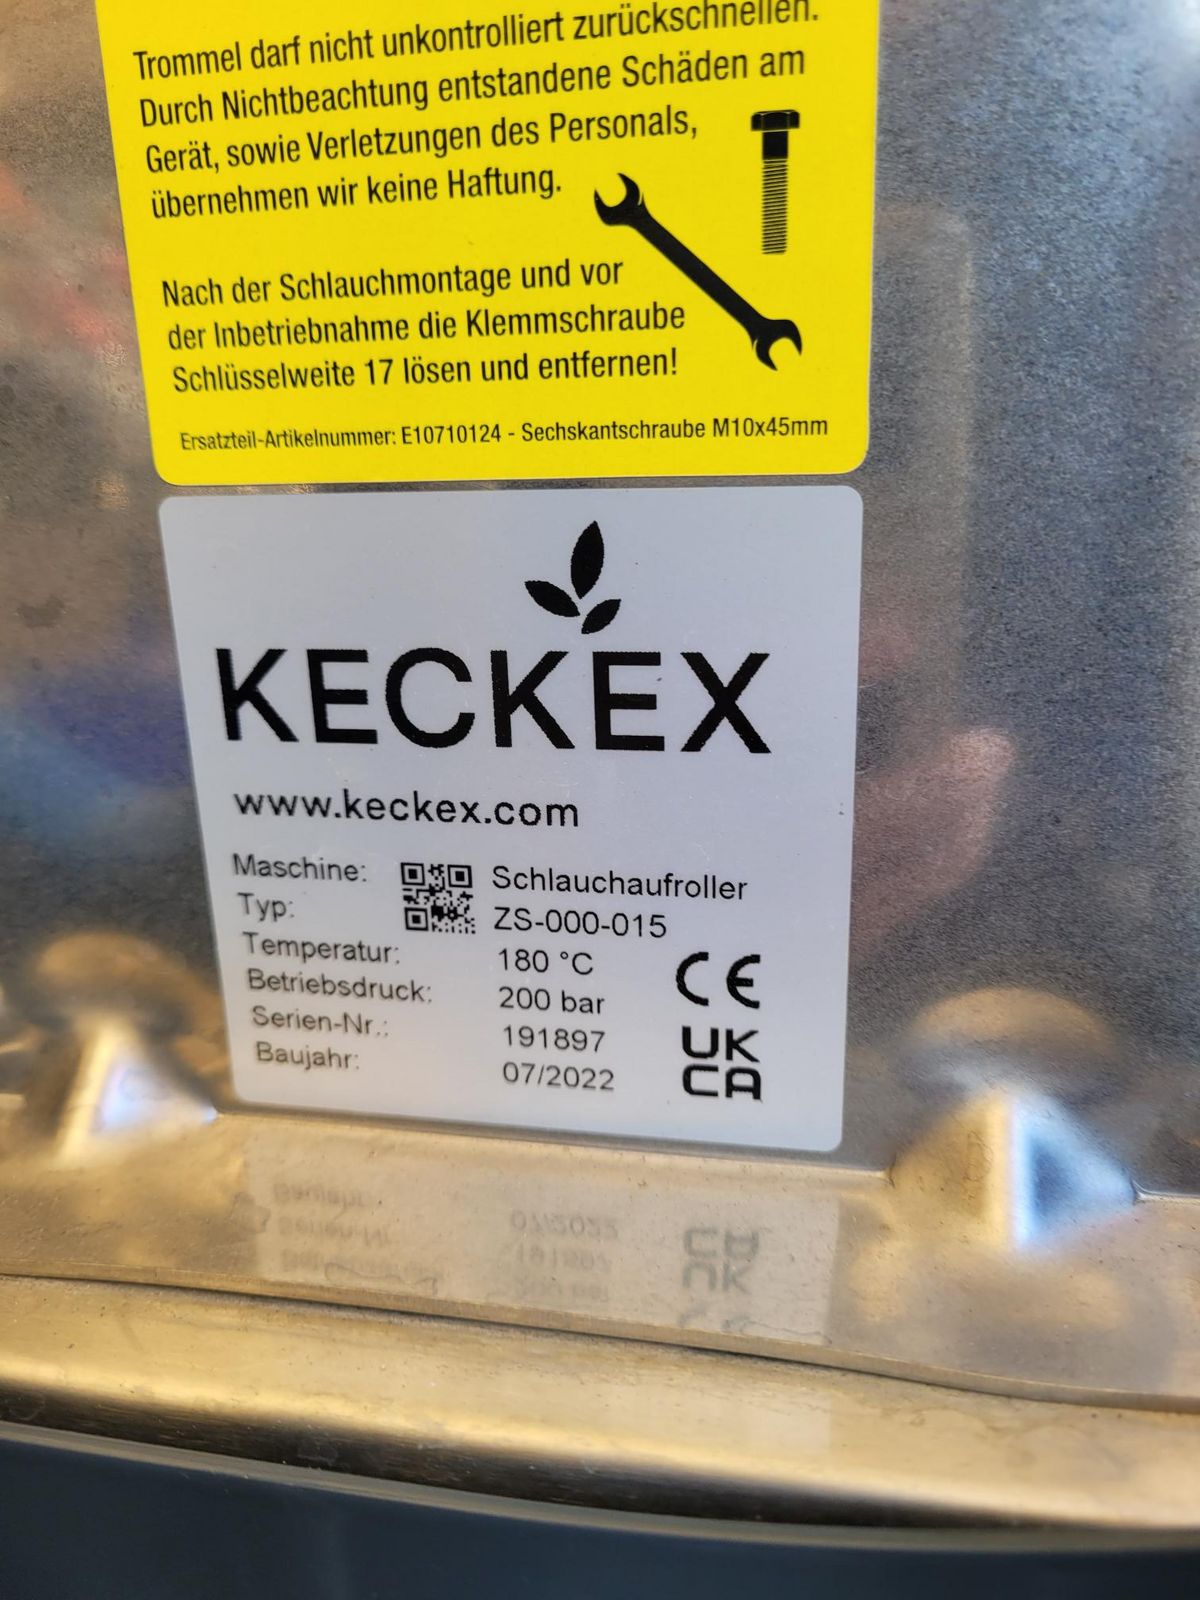 Trommel darf nicht unkontrolliert zurückschnellen.
Durch Nichtbeachtung entstandene Schäden am
Gerät, sowie Verletzungen des Personals,
übernehmen wir keine Haftung.
Nach der Schlauchmontage und vor
der Inbetriebnahme die Klemmschraube
Schlüsselweite 17 lösen und entfernen!
Ersatzteil-Artikelnummer: E10710124 - Sechskantschraube M10x45mm
KECKEX
www.keckex.com
Maschine: Schlauchaufroller
Typ: ZS-000-015
Temperatur: 180 °C
Betriebsdruck: 200 bar
Serien-Nr.: 191897
Baujahr: 07/2022
CE
UK
CA